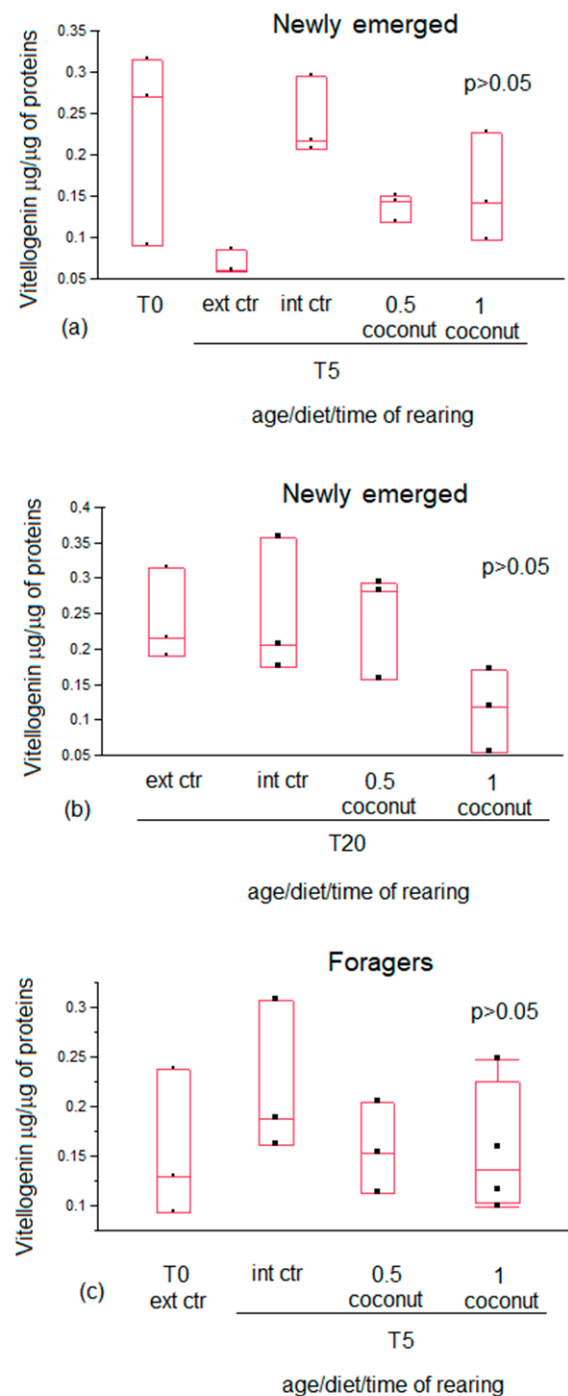 Newly emerged
0.35
0.3
0.25
0.2
0.15
0.1
0.05
Vitellogenin µg/µg of proteins
p>0.05
T0
ext ctr
int ctr
0.5
coconut
1
coconut
(a)
T5
age/diet/time of rearing
Newly emerged
0.4
0.35
0.3
0.25
0.2
0.15
0.1
0.05
Vitellogenin µg/µg of proteins
p>0.05
ext ctr
int ctr
0.5
coconut
1
coconut
(b)
T20
age/diet/time of rearing
Foragers
0.3
0.25
0.2
0.15
0.1
Vitellogenin µg/µg of proteins
p>0.05
T0
ext ctr
int ctr
0.5
coconut
1
coconut
(c)
T5
age/diet/time of rearing